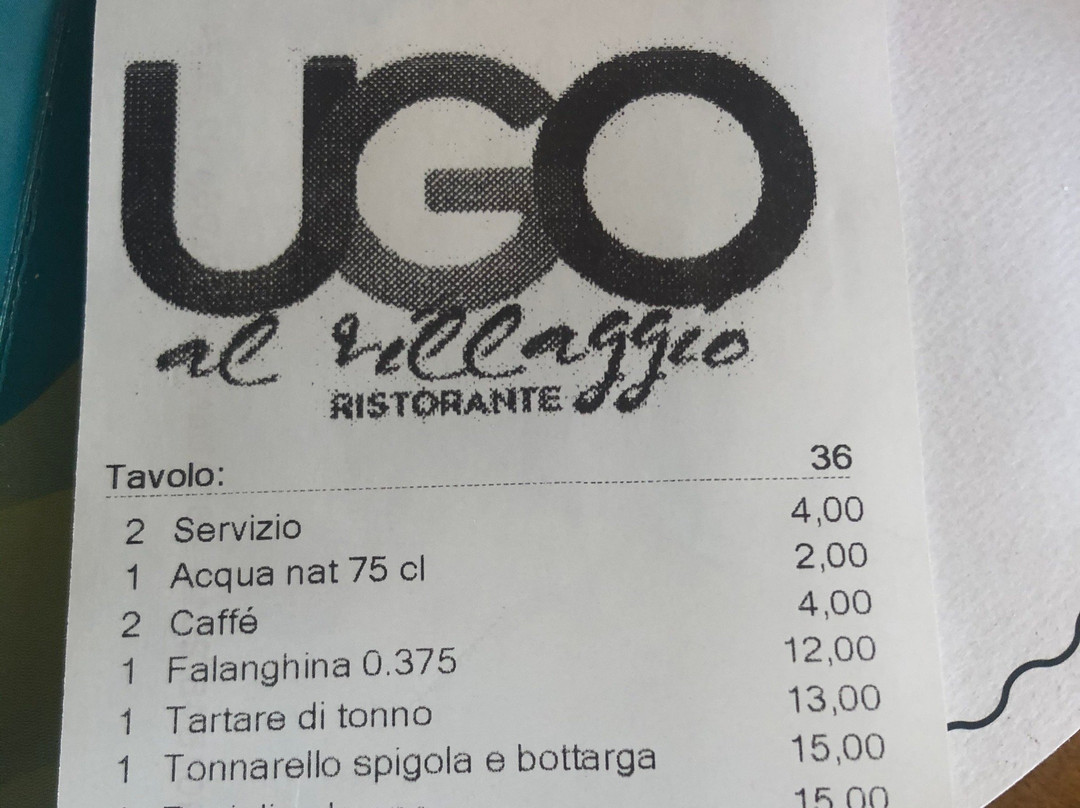 UGO
al villaggio
RISTORANTE
Tavolo: 36
2 Servizio 4,00
1 Acqua nat 75 cl 2,00
2 Caffé 4,00
1 Falanghina 0.375 12,00
1 Tartare di tonno 13,00
1 Tonnarello spigola e bottarga 15,00
15,00